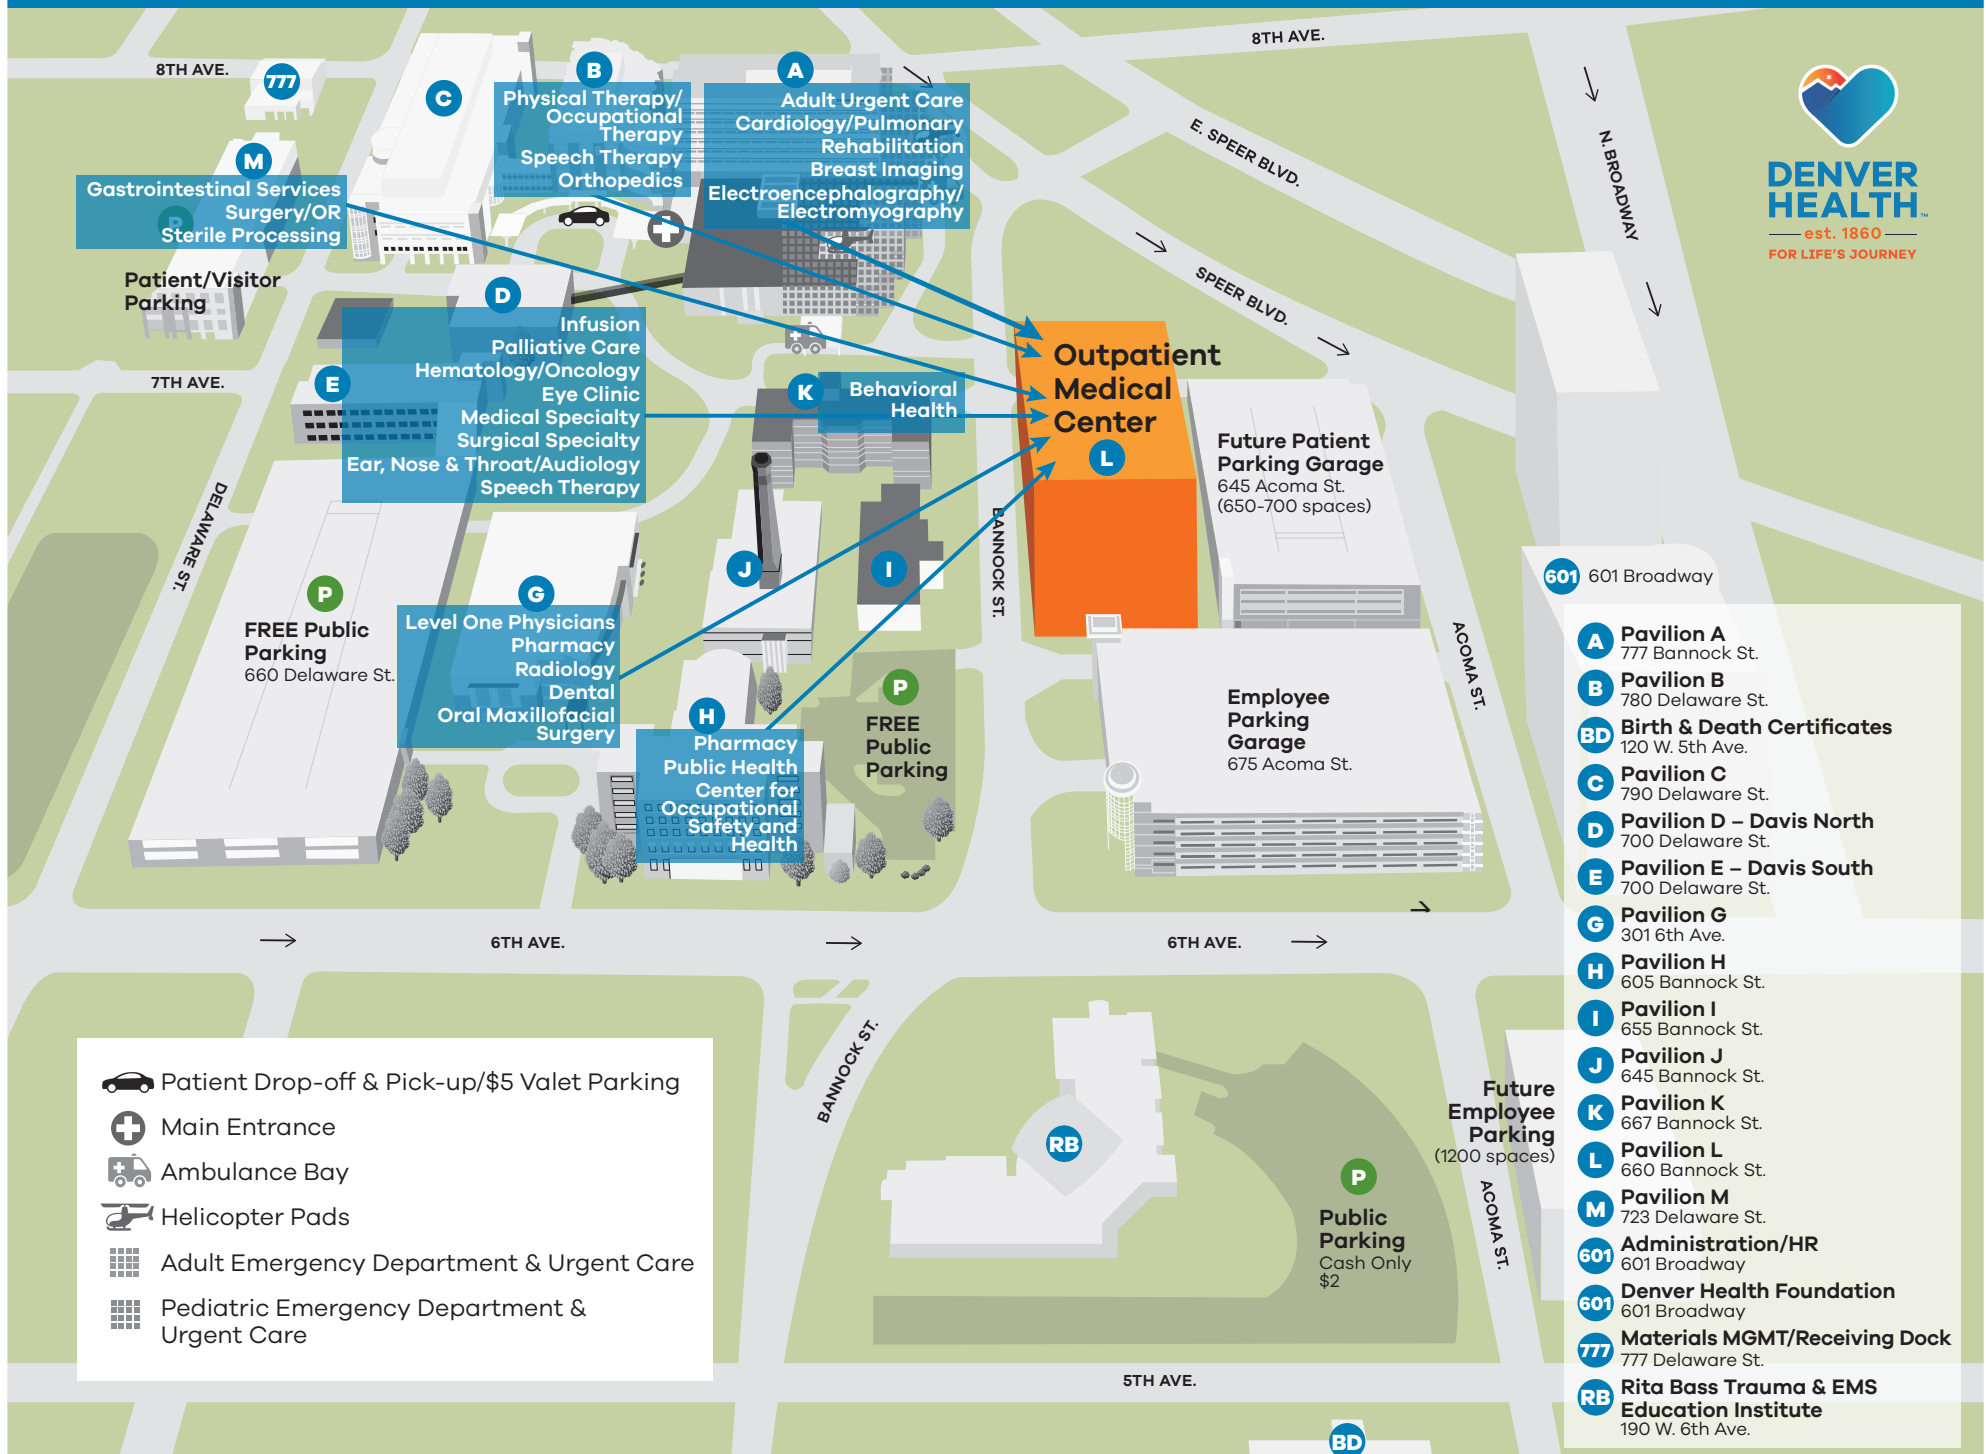 8TH AVE.
8TH AVE.
777
C
B
Physical Therapy/
Occupational
Therapy
Speech Therapy
Orthopedics
A
Adult Urgent Care
Cardiology/Pulmonary
Rehabilitation
Breast Imaging
Electroencephalography/
Electromyography
E. SPEER BLVD.
N. BROADWAY
DENVER
HEALTH™
est. 1860
FOR LIFE'S JOURNEY
M
Gastrointestinal Services
Surgery/OR
Sterile Processing
P
Patient/Visitor
Parking
SPEER BLVD.
D
Infusion
Palliative Care
Hematology/Oncology
Eye Clinic
Medical Specialty
Surgical Specialty
Ear, Nose & Throat/Audiology
Speech Therapy
7TH AVE.
E
K
Behavioral
Health
Outpatient
Medical
Center
L
Future Patient
Parking Garage
645 Acoma St.
(650-700 spaces)
DELAWARE ST.
BANNOCK ST.
J
I
P
FREE Public
Parking
660 Delaware St.
G
Level One Physicians
Pharmacy
Radiology
Dental
Oral Maxillofacial
Surgery
H
Pharmacy
Public Health
Center for
Occupational
Safety and
Health
P
FREE
Public
Parking
Employee
Parking
Garage
675 Acoma St.
ACOMA ST.
601 601 Broadway
A Pavilion A
777 Bannock St.
B Pavilion B
780 Delaware St.
BD Birth & Death Certificates
120 W. 5th Ave.
C Pavilion C
790 Delaware St.
D Pavilion D – Davis North
700 Delaware St.
E Pavilion E – Davis South
700 Delaware St.
G Pavilion G
301 6th Ave.
H Pavilion H
605 Bannock St.
I Pavilion I
655 Bannock St.
J Pavilion J
645 Bannock St.
K Pavilion K
667 Bannock St.
L Pavilion L
660 Bannock St.
M Pavilion M
723 Delaware St.
601 Administration/HR
601 Broadway
601 Denver Health Foundation
601 Broadway
777 Materials MGMT/Receiving Dock
777 Delaware St.
RB Rita Bass Trauma & EMS
Education Institute
190 W. 6th Ave.
6TH AVE.
6TH AVE.
BANNOCK ST.
Patient Drop-off & Pick-up/$5 Valet Parking
Main Entrance
Ambulance Bay
Helicopter Pads
Adult Emergency Department & Urgent Care
Pediatric Emergency Department &
Urgent Care
RB
P
Public
Parking
Cash Only
$2
Future
Employee
Parking
(1200 spaces)
ACOMA ST.
5TH AVE.
BD